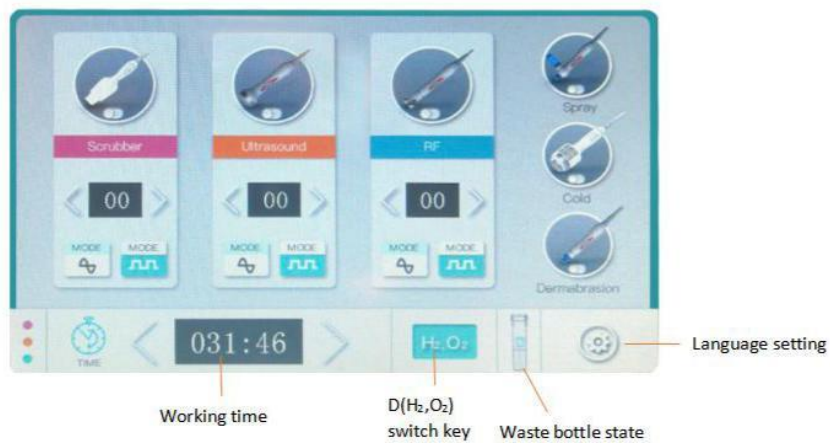 Scrubber
Ultrasound
RF
Spray
00
00
00
Cold
MODE MODE
MODE MODE
MODE MODE
Dermabrasion
TIME
031:46
H₂,O₂
Language setting
Working time
D(H₂,O₂)
switch key
Waste bottle state